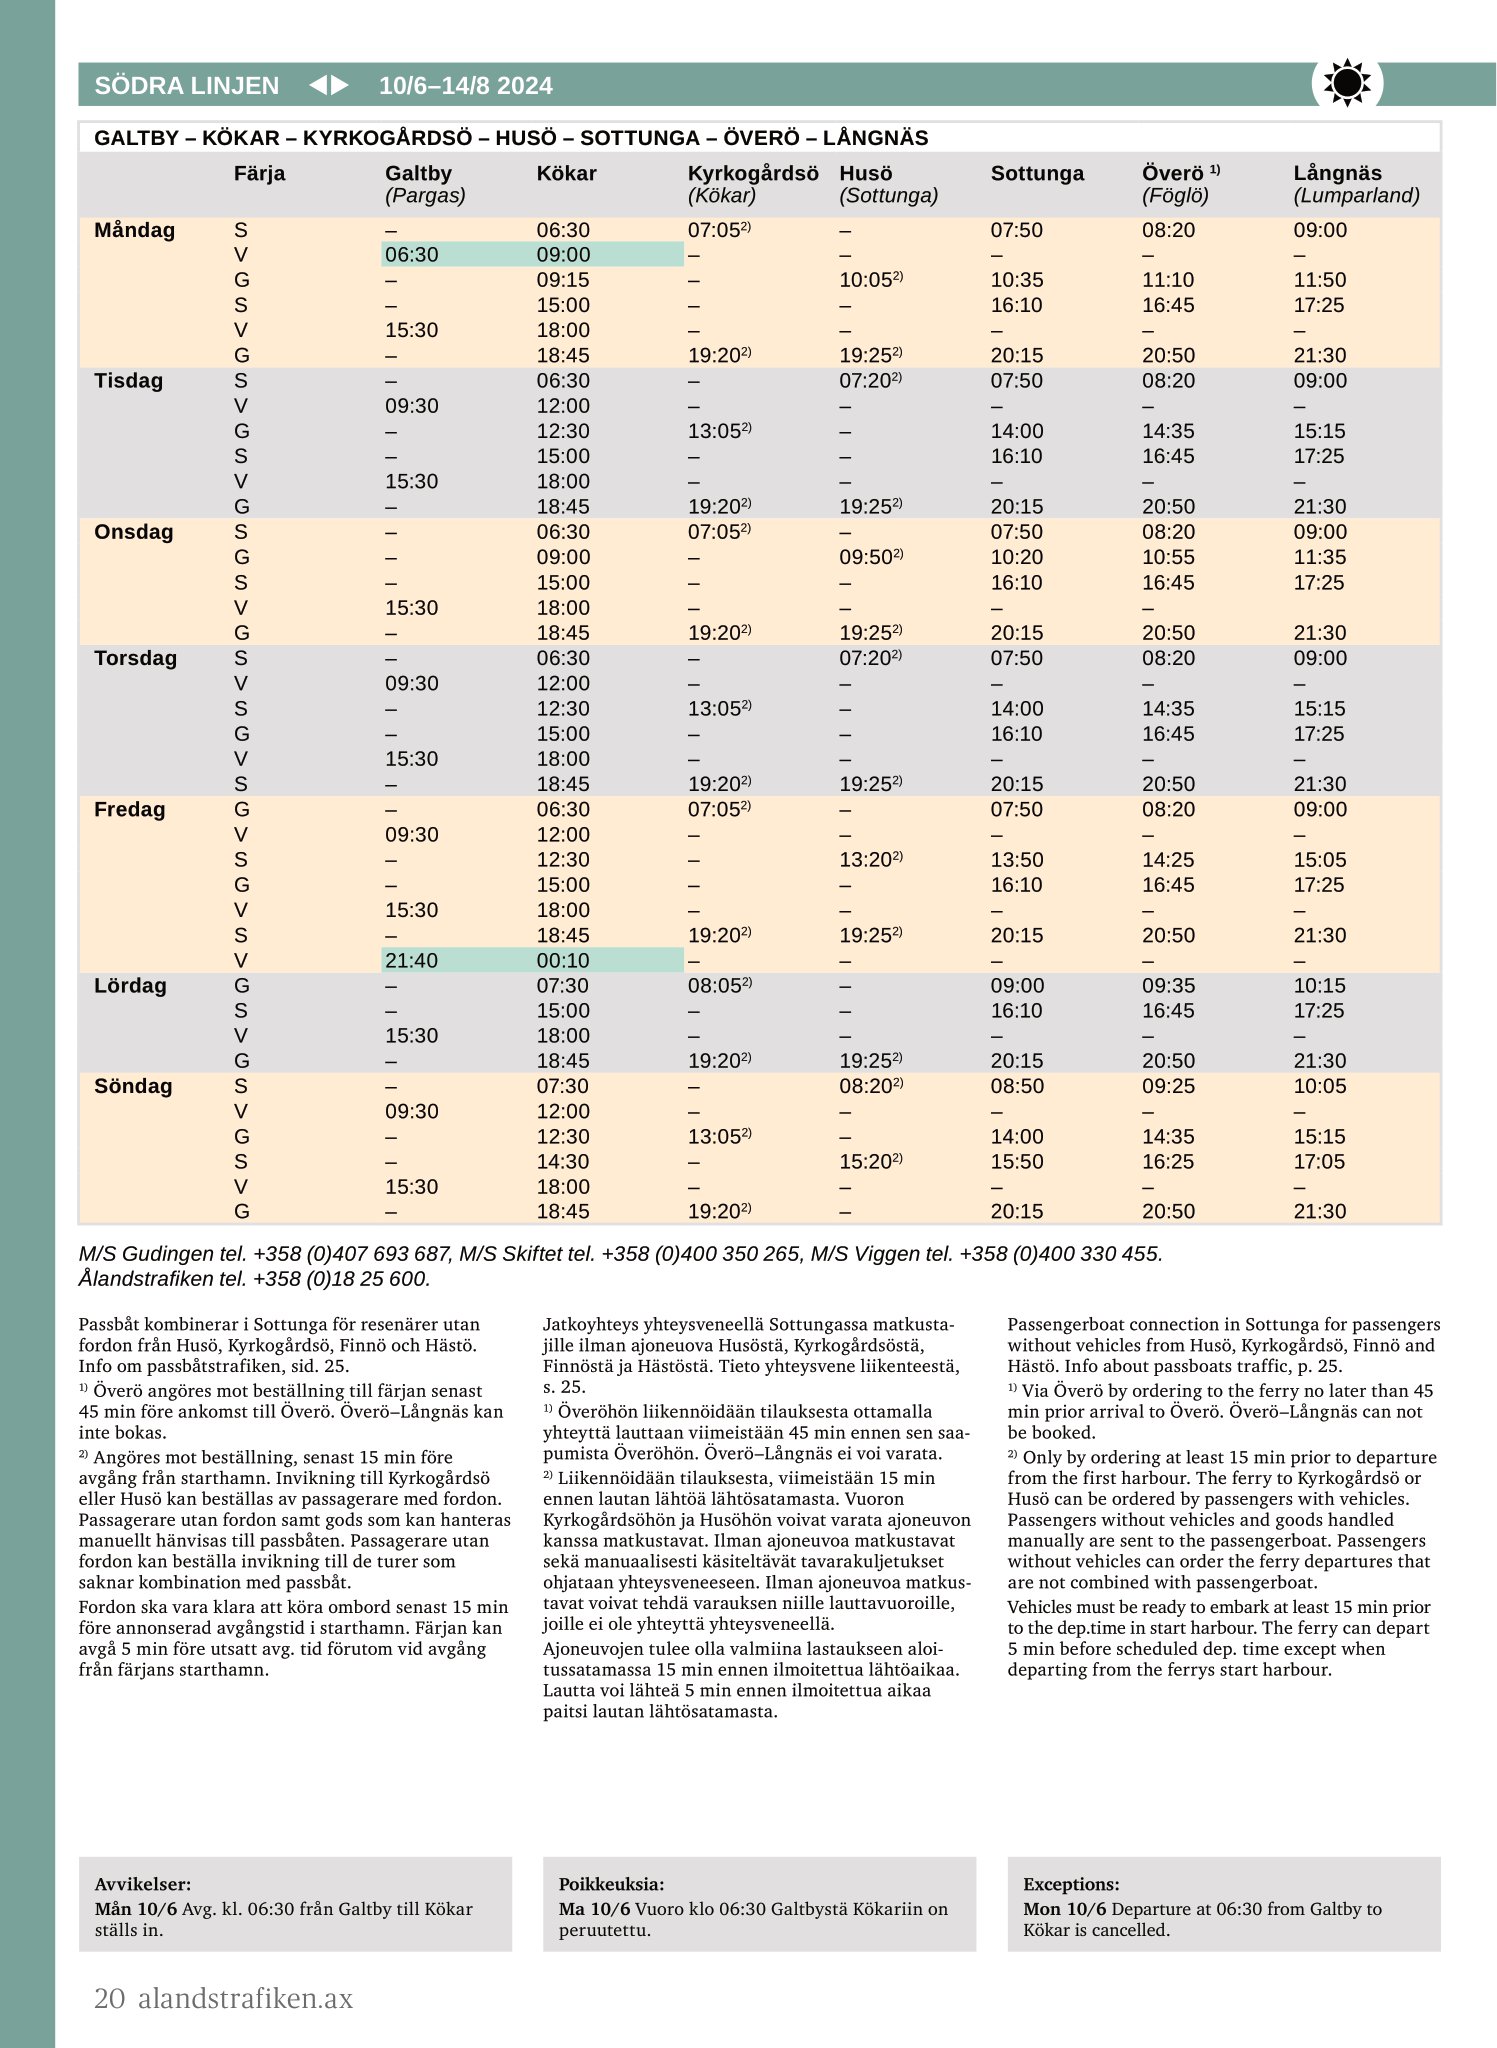 SÖDRA LINJEN ◀▶ 10/6–14/8 2024
GALTBY – KÖKAR – KYRKOGÅRDSÖ – HUSÖ – SOTTUNGA – ÖVERÖ – LÅNGNÄS
Färja Galtby Kökar Kyrkogårdsö Husö Sottunga Överö 1) Långnäs
(Pargas) (Kökar) (Sottunga) (Föglö) (Lumparland)
Måndag S – 06:30 07:05 2) – 07:50 08:20 09:00
V 06:30 09:00 – – – – –
G – 09:15 – 10:05 2) 10:35 11:10 11:50
S – 15:00 – – 16:10 16:45 17:25
V 15:30 18:00 – – – – –
G – 18:45 19:20 2) 19:25 2) 20:15 20:50 21:30
Tisdag S – 06:30 – 07:20 2) 07:50 08:20 09:00
V 09:30 12:00 – – – – –
G – 12:30 13:05 2) – 14:00 14:35 15:15
S – 15:00 – – 16:10 16:45 17:25
V 15:30 18:00 – – – – –
G – 18:45 19:20 2) 19:25 2) 20:15 20:50 21:30
Onsdag S – 06:30 07:05 2) – 07:50 08:20 09:00
G – 09:00 – 09:50 2) 10:20 10:55 11:35
S – 15:00 – – 16:10 16:45 17:25
V 15:30 18:00 – – – –
G – 18:45 19:20 2) 19:25 2) 20:15 20:50 21:30
Torsdag S – 06:30 – 07:20 2) 07:50 08:20 09:00
V 09:30 12:00 – – – – –
S – 12:30 13:05 2) – 14:00 14:35 15:15
G – 15:00 – – 16:10 16:45 17:25
V 15:30 18:00 – – – – –
S – 18:45 19:20 2) 19:25 2) 20:15 20:50 21:30
Fredag G – 06:30 07:05 2) – 07:50 08:20 09:00
V 09:30 12:00 – – – – –
S – 12:30 – 13:20 2) 13:50 14:25 15:05
G – 15:00 – – 16:10 16:45 17:25
V 15:30 18:00 – – – – –
S – 18:45 19:20 2) 19:25 2) 20:15 20:50 21:30
V 21:40 00:10 – – – – –
Lördag G – 07:30 08:05 2) – 09:00 09:35 10:15
S – 15:00 – – 16:10 16:45 17:25
V 15:30 18:00 – – – – –
G – 18:45 19:20 2) 19:25 2) 20:15 20:50 21:30
Söndag S – 07:30 – 08:20 2) 08:50 09:25 10:05
V 09:30 12:00 – – – – –
G – 12:30 13:05 2) – 14:00 14:35 15:15
S – 14:30 – 15:20 2) 15:50 16:25 17:05
V 15:30 18:00 – – – – –
G – 18:45 19:20 2) – 20:15 20:50 21:30
M/S Gudingen tel. +358 (0)407 693 687, M/S Skiftet tel. +358 (0)400 350 265, M/S Viggen tel. +358 (0)400 330 455.
Ålandstrafiken tel. +358 (0)18 25 600.
Passbåt kombinerar i Sottunga för resenärer utan
fordon från Husö, Kyrkogårdsö, Finnö och Hästö.
Info om passbåtstrafiken, sid. 25.
1) Överö angöres mot beställning till färjan senast
45 min före ankomst till Överö. Överö–Långnäs kan
inte bokas.
2) Angöres mot beställning, senast 15 min före
avgång från starthamn. Invikning till Kyrkogårdsö
eller Husö kan beställas av passagerare med fordon.
Passagerare utan fordon samt gods som kan hanteras
manuellt hänvisas till passbåten. Passagerare utan
fordon kan beställa invikning till de turer som
saknar kombination med passbåt.
Fordon ska vara klara att köra ombord senast 15 min
före annonserad avgångstid i starthamn. Färjan kan
avgå 5 min före utsatt avg. tid förutom vid avgång
från färjans starthamn.
Jatkoyhteys yhteysveneellä Sottungassa matkusta-
jille ilman ajoneuova Husöstä, Kyrkogårdsöstä,
Finnöstä ja Hästöstä. Tieto yhteysvene liikenteestä,
s. 25.
1) Överöhön liikennöidään tilauksesta ottamalla
yhteyttä lauttaan viimeistään 45 min ennen sen saa-
pumista Överöhön. Överö–Långnäs ei voi varata.
2) Liikennöidään tilauksesta, viimeistään 15 min
ennen lautan lähtöä lähtösatamasta. Vuoron
Kyrkogårdsöhön ja Husöhön voivat varata ajoneuvon
kanssa matkustavat. Ilman ajoneuvoa matkustavat
sekä manuaalisesti käsiteltävät tavarakuljetukset
ohjataan yhteysveneeseen. Ilman ajoneuvoa matkus-
tavat voivat tehdä varauksen niille lauttavuoroille,
joille ei ole yhteyttä yhteysveneellä.
Ajoneuvojen tulee olla valmiina lastaukseen aloi-
tussatamassa 15 min ennen ilmoitettua lähtöaikaa.
Lautta voi lähteä 5 min ennen ilmoitettua aikaa
paitsi lautan lähtösatamasta.
Passengerboat connection in Sottunga for passengers
without vehicles from Husö, Kyrkogårdsö, Finnö and
Hästö. Info about passboats traffic, p. 25.
1) Via Överö by ordering to the ferry no later than 45
min prior arrival to Överö. Överö–Långnäs can not
be booked.
2) Only by ordering at least 15 min prior to departure
from the first harbour. The ferry to Kyrkogårdsö or
Husö can be ordered by passengers with vehicles.
Passengers without vehicles and goods handled
manually are sent to the passengerboat. Passengers
without vehicles can order the ferry departures that
are not combined with passengerboat.
Vehicles must be ready to embark at least 15 min prior
to the dep.time in start harbour. The ferry can depart
5 min before scheduled dep. time except when
departing from the ferrys start harbour.
Avvikelser:
Mån 10/6 Avg. kl. 06:30 från Galtby till Kökar
ställs in.
Poikkeuksia:
Ma 10/6 Vuoro klo 06:30 Galtbystä Kökariin on
peruutettu.
Exceptions:
Mon 10/6 Departure at 06:30 from Galtby to
Kökar is cancelled.
20 alandstrafiken.ax